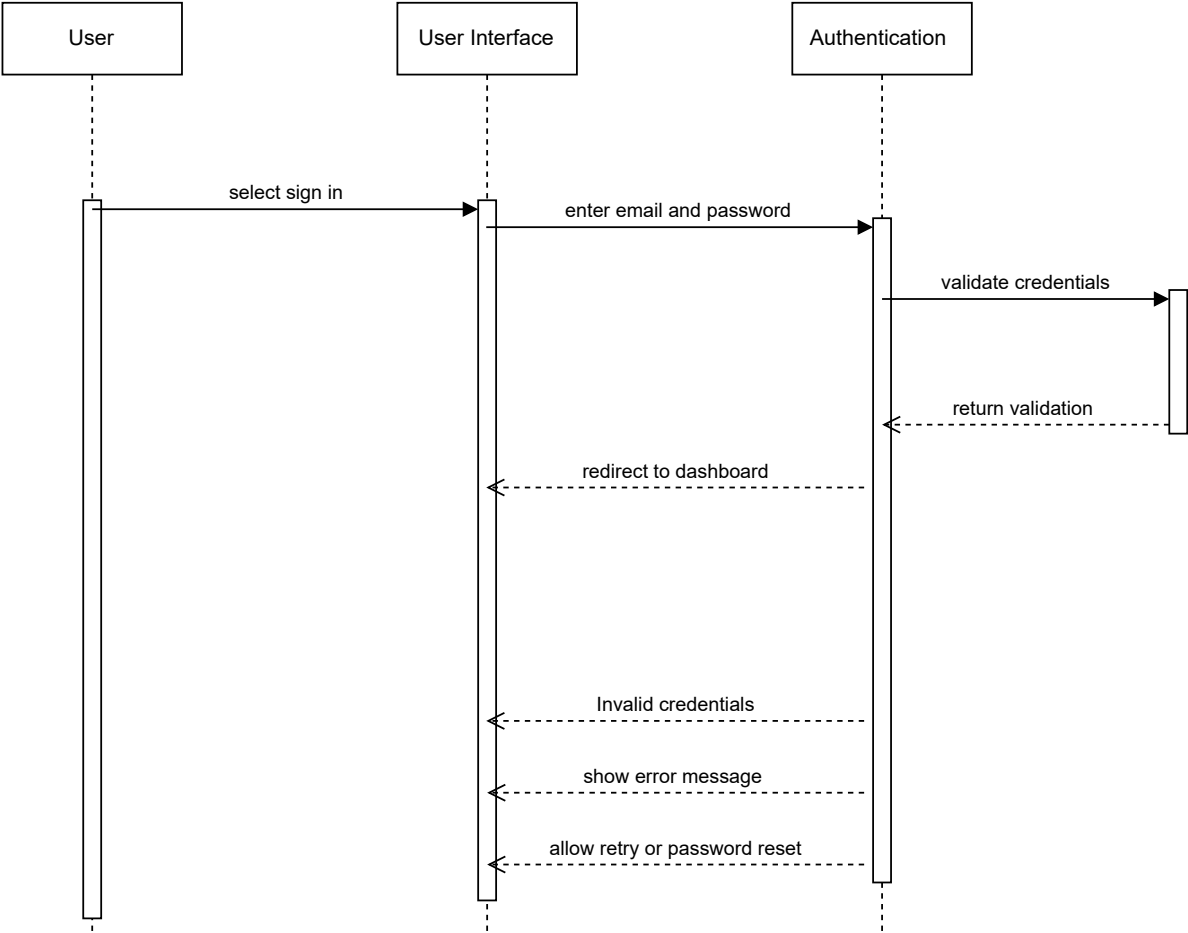 User
User Interface
Authentication
select sign in
enter email and password
validate credentials
return validation
redirect to dashboard
Invalid credentials
show error message
allow retry or password reset